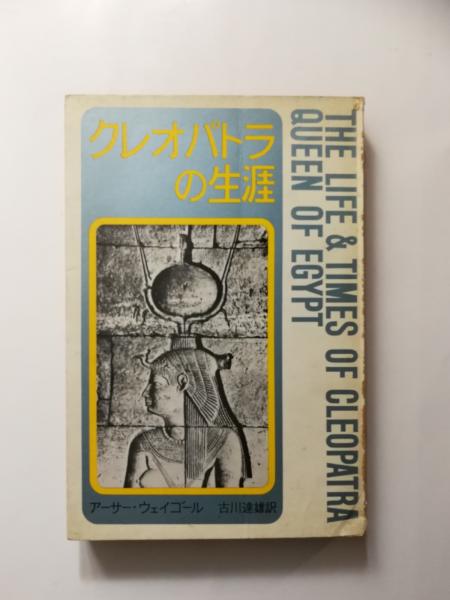 クレオパトラ
の生涯
THE LIFE & TIMES OF CLEOPATRA
QUEEN OF EGYPT
アーサー・ウェイゴール 古川達雄訳